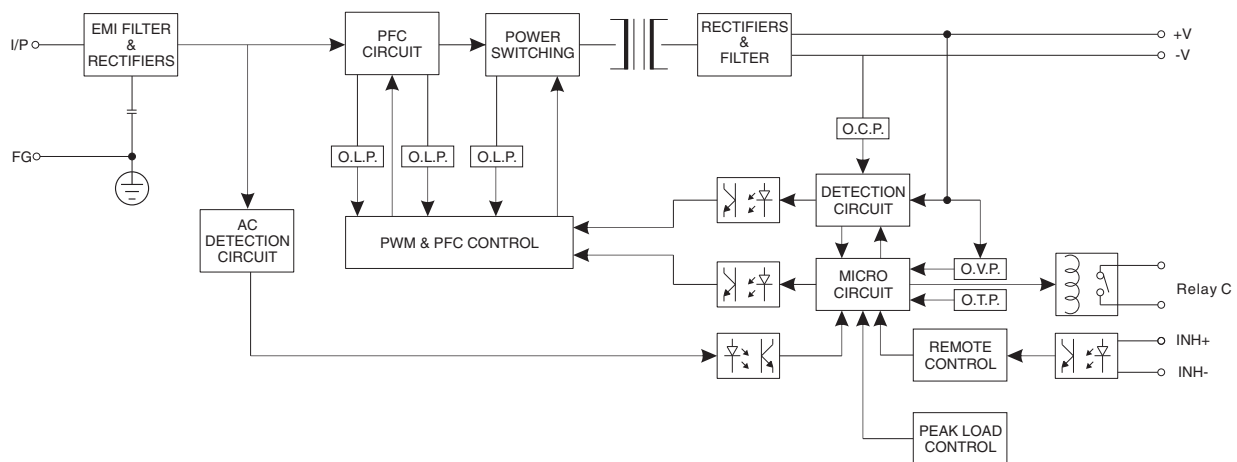 I/P
EMI FILTER
&
RECTIFIERS
PFC
CIRCUIT
POWER
SWITCHING
RECTIFIERS
&
FILTER
+V
-V
FG
O.L.P.
O.L.P.
O.L.P.
O.C.P.
AC
DETECTION
CIRCUIT
PWM & PFC CONTROL
DETECTION
CIRCUIT
MICRO
CIRCUIT
O.V.P.
O.T.P.
Relay C
REMOTE
CONTROL
INH+
INH-
PEAK LOAD
CONTROL